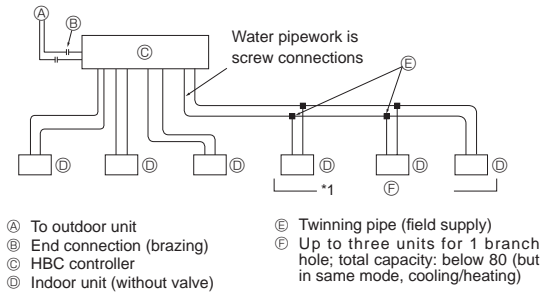 Ⓐ
Ⓑ
Ⓒ
Water pipework is
screw connections
Ⓔ
Ⓓ Ⓓ Ⓓ Ⓓ Ⓓ Ⓓ
*1
Ⓕ
Ⓐ To outdoor unit
Ⓑ End connection (brazing)
Ⓒ HBC controller
Ⓓ Indoor unit (without valve)
Ⓔ Twinning pipe (field supply)
Ⓕ Up to three units for 1 branch
hole; total capacity: below 80 (but
in same mode, cooling/heating)